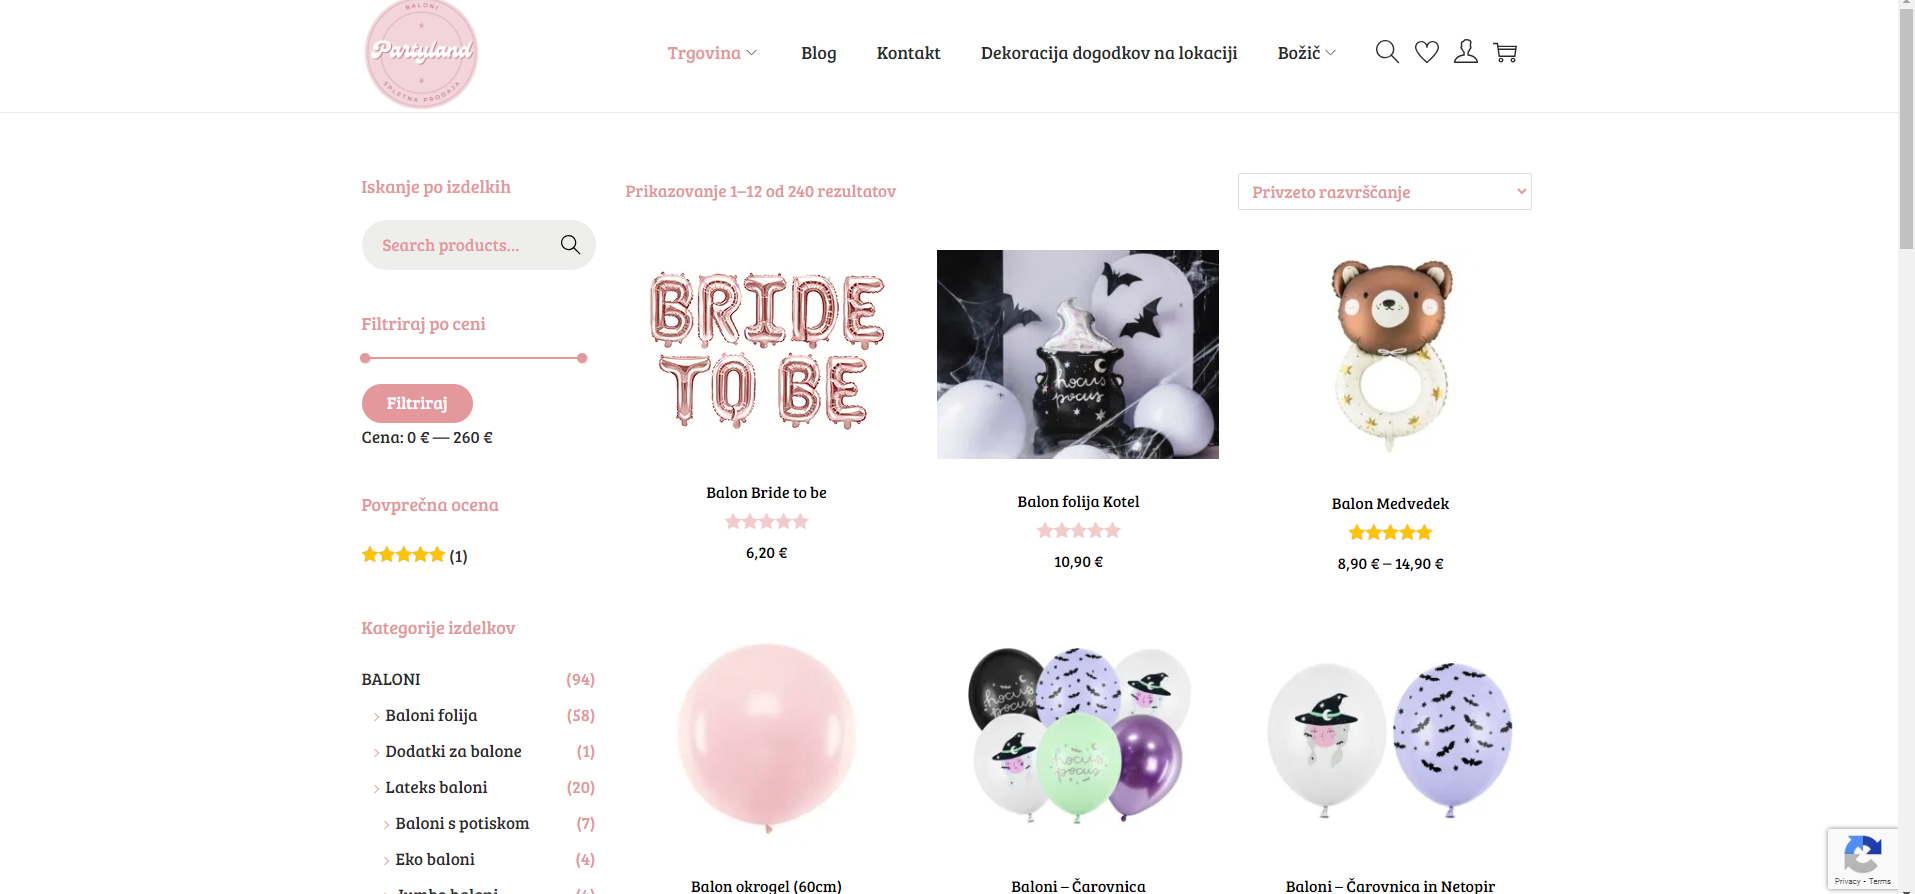 BALONI
Partyland
SPLETNA PRODAJA
Trgovina
Blog
Kontakt
Dekoracija dogodkov na lokaciji
Božič
Iskanje po izdelkih
Search products...
Filtriraj po ceni
Filtriraj
Cena: 0 € — 260 €
Povprečna ocena
(1)
Kategorije izdelkov
BALONI (94)
Baloni folija (58)
Dodatki za balone (1)
Lateks baloni (20)
Baloni s potiskom (7)
Eko baloni (4)
Jumbo baloni (4)
Prikazovanje 1–12 od 240 rezultatov
Privzeto razvrščanje
BRIDE
TO BE
Balon Bride to be
6,20 €
hocus
pocus
Balon folija Kotel
10,90 €
Balon Medvedek
8,90 € – 14,90 €
Balon okrogel (60cm)
hocus
pocus
hocus
pocus
Baloni – Čarovnica
Baloni – Čarovnica in Netopir
Privacy - Terms